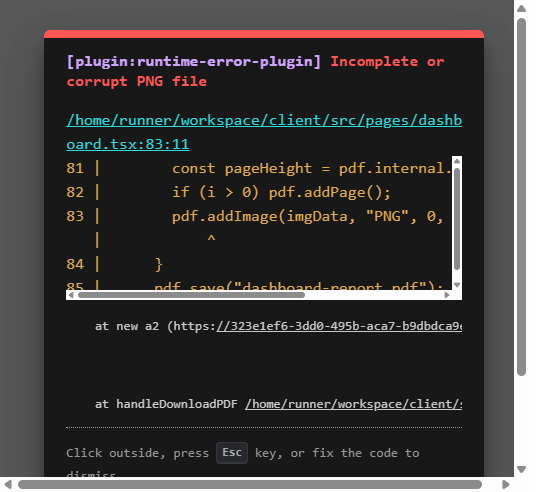 [plugin:runtime-error-plugin] Incomplete or
corrupt PNG file
/home/runner/workspace/client/src/pages/dashb
oard.tsx:83:11
81 |        const pageHeight = pdf.internal.
82 |        if (i > 0) pdf.addPage();
83 |        pdf.addImage(imgData, "PNG", 0,
   |            ^
84 |      }
85 |      pdf.save("dashboard-report.pdf");
at new a2 (https://323e1ef6-3dd0-495b-aca7-b9dbdca9
at handleDownloadPDF /home/runner/workspace/client/
Click outside, press Esc key, or fix the code to
dismiss